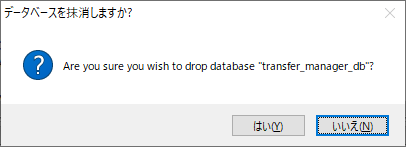 データベースを抹消しますか?
Are you sure you wish to drop database "transfer_manager_db"?
はい(Y)
いいえ(N)